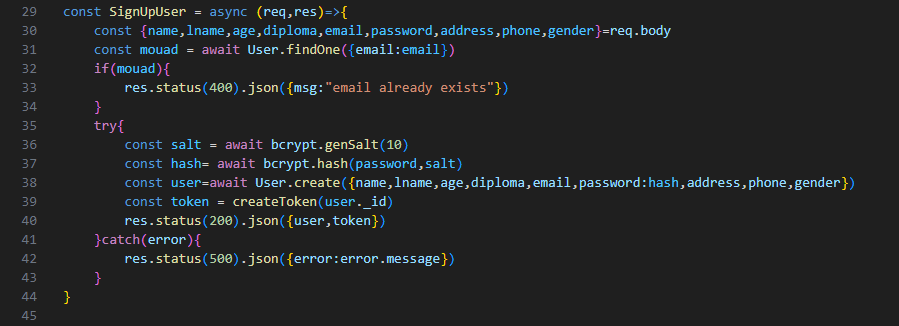 29 const SignUpUser = async (req,res)=>{
30     const {name,lname,age,diploma,email,password,address,phone,gender}=req.body
31     const mouad = await User.findOne({email:email})
32     if(mouad){
33         res.status(400).json({msg:"email already exists"})
34     }
35     try{
36         const salt = await bcrypt.genSalt(10)
37         const hash= await bcrypt.hash(password,salt)
38         const user=await User.create({name,lname,age,diploma,email,password:hash,address,phone,gender})
39         const token = createToken(user._id)
40         res.status(200).json({user,token})
41     }catch(error){
42         res.status(500).json({error:error.message})
43     }
44 }
45